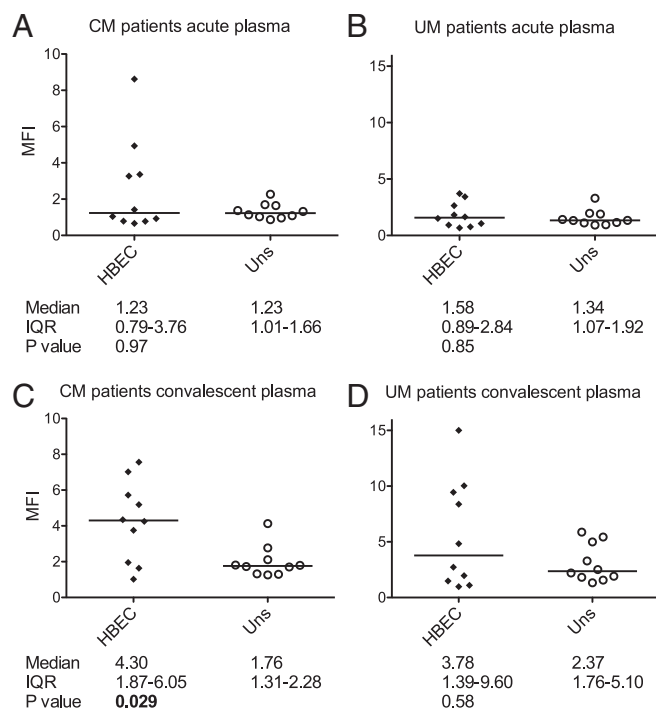 A CM patients acute plasma
B UM patients acute plasma
10
8
6
4
2
0
MFI
HBEC
Uns
15
10
5
0
HBEC
Uns
Median 1.23 1.23 1.58 1.34
IQR 0.79-3.76 1.01-1.66 0.89-2.84 1.07-1.92
P value 0.97 0.85
C CM patients convalescent plasma
D UM patients convalescent plasma
10
8
6
4
2
0
MFI
HBEC
Uns
15
10
5
0
HBEC
Uns
Median 4.30 1.76 3.78 2.37
IQR 1.87-6.05 1.31-2.28 1.39-9.60 1.76-5.10
P value 0.029 0.58